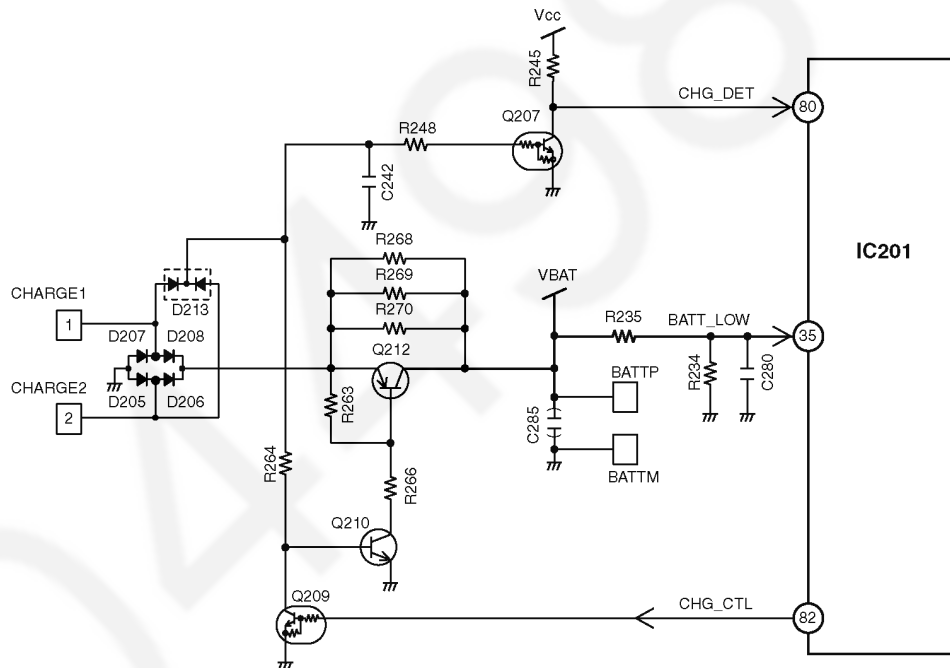 Vcc
R245
CHG_DET
80
Q207
R248
C242
IC201
R268
R269
R270
Q212
VBAT
CHARGE1
1
D213
D207 D208
CHARGE2
2
D205 D206
R235
BATT_LOW
35
R234
C280
BATTP
C285
BATTM
R263
R264
R266
Q210
Q209
CHG_CTL
82